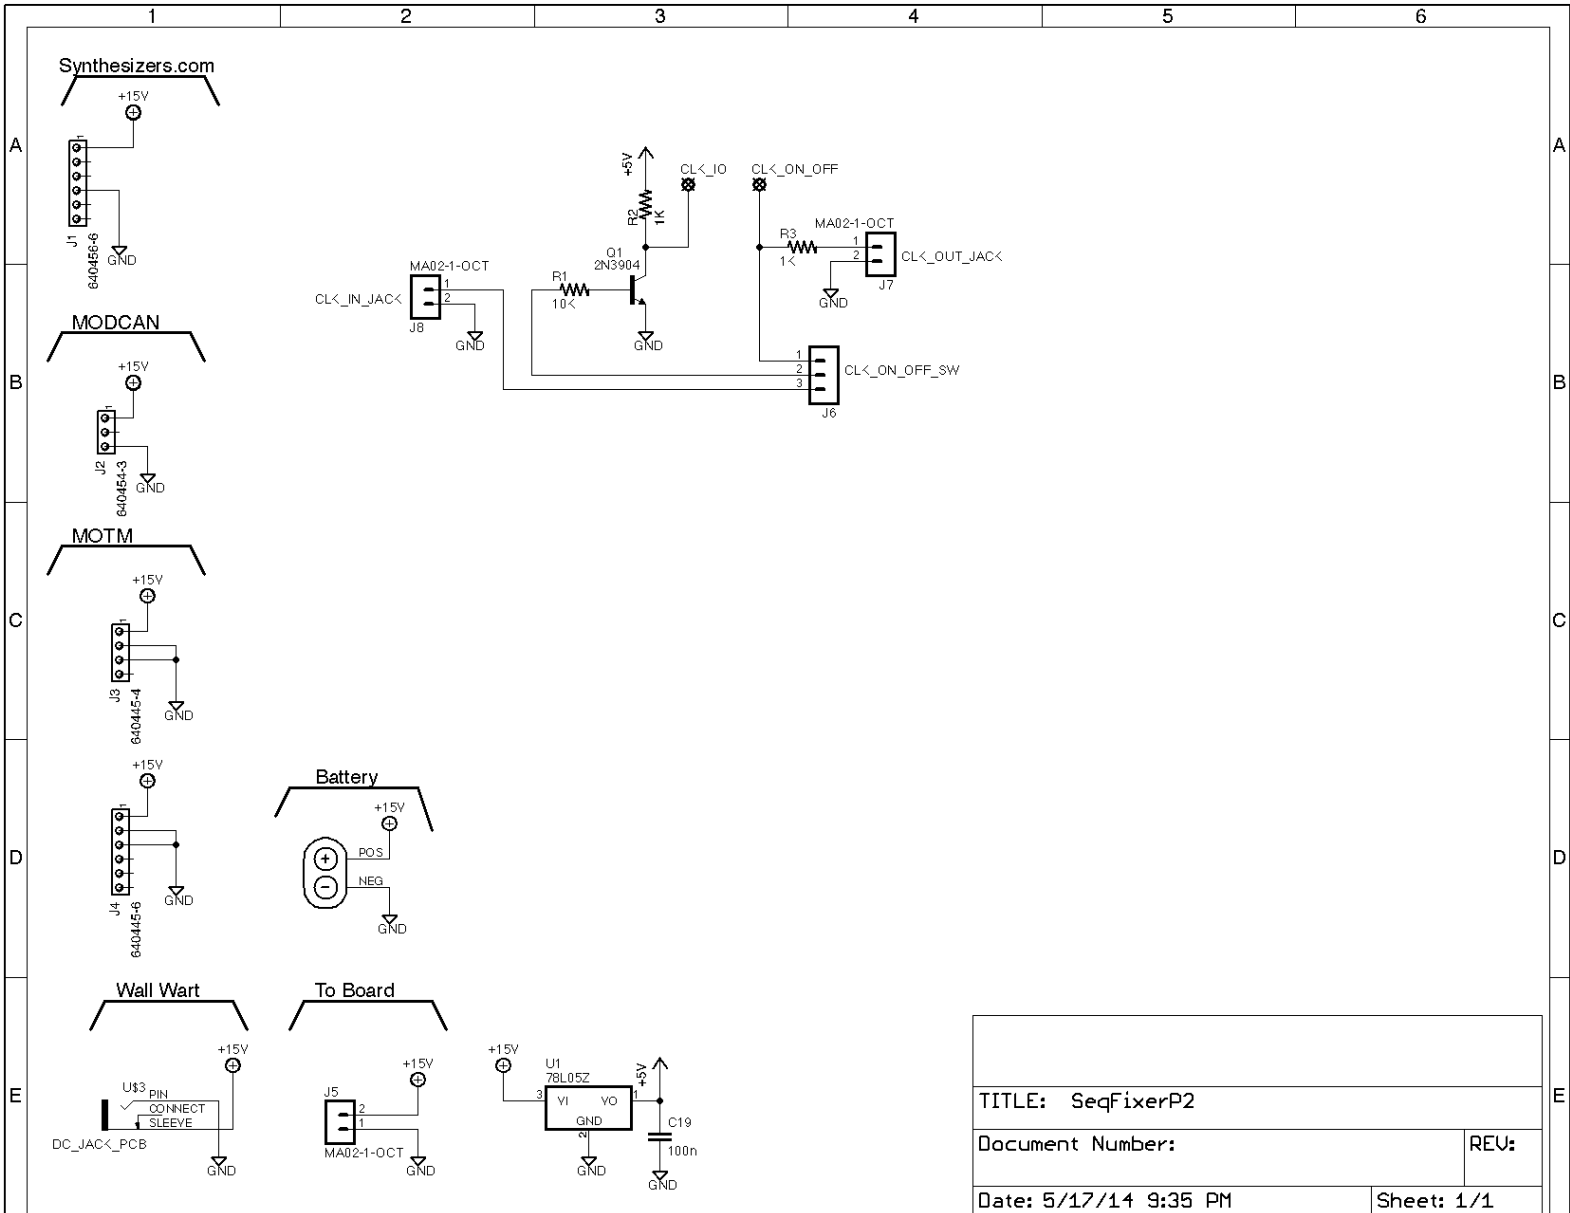 1 2 3 4 5 6
Synthesizers.com
+15V
1
J1
640456-6
GND
A A
+5V
R2
1K
CLK_IO CLK_ON_OFF
Q1
2N3904
R1
10K
GND
MA02-1-OCT
CLK_IN_JACK
1
2
J8
GND
R3
1K
MA02-1-OCT
1
2
CLK_OUT_JACK
J7
GND
1
2
3
CLK_ON_OFF_SW
J6
MODCAN
+15V
1
J2
640454-3
GND
B B
MOTM
+15V
1
J3
640445-4
GND
C C
+15V
1
J4
640445-6
GND
Battery
+15V
POS
NEG
GND
D D
Wall Wart
+15V
U$3
PIN
CONNECT
SLEEVE
DC_JACK_PCB
GND
To Board
+15V
J5
2
1
MA02-1-OCT
GND
+15V
U1
78L05Z
3 VI VO 1
GND
2
GND
+5V
C19
100n
GND
E E
TITLE: SeqFixerP2
Document Number:
REV:
Date: 5/17/14 9:35 PM
Sheet: 1/1